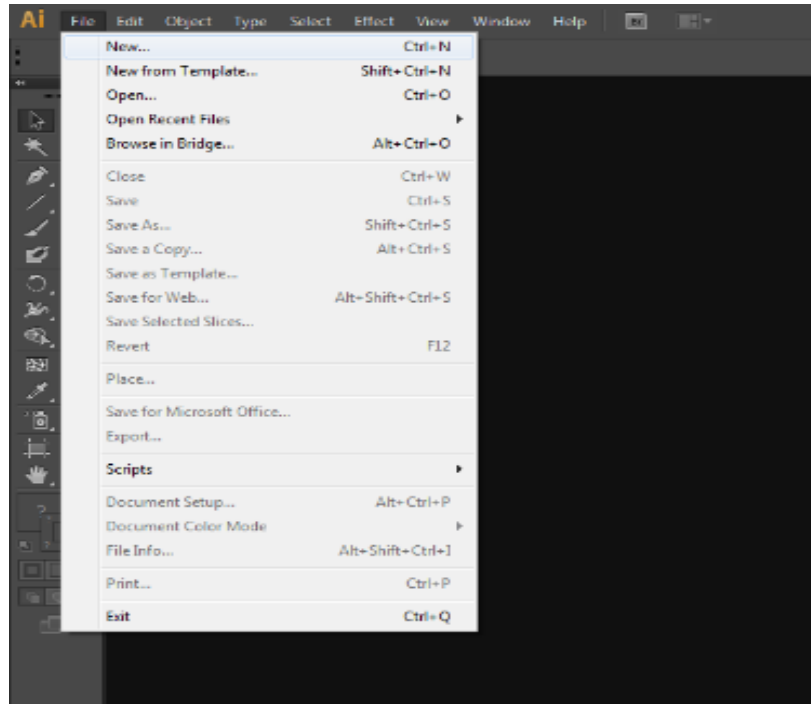 Ai File Edit Object Type Select Effect View Window Help Br
New... Ctrl+N
New from Template... Shift+Ctrl+N
Open... Ctrl+O
Open Recent Files
Browse in Bridge... Alt+Ctrl+O
Close Ctrl+W
Save Ctrl+S
Save As... Shift+Ctrl+S
Save a Copy... Alt+Ctrl+S
Save as Template...
Save for Web... Alt+Shift+Ctrl+S
Save Selected Slices...
Revert F12
Place...
Save for Microsoft Office...
Export...
Scripts
Document Setup... Alt+Ctrl+P
Document Color Mode
File Info... Alt+Shift+Ctrl+I
Print... Ctrl+P
Exit Ctrl+Q